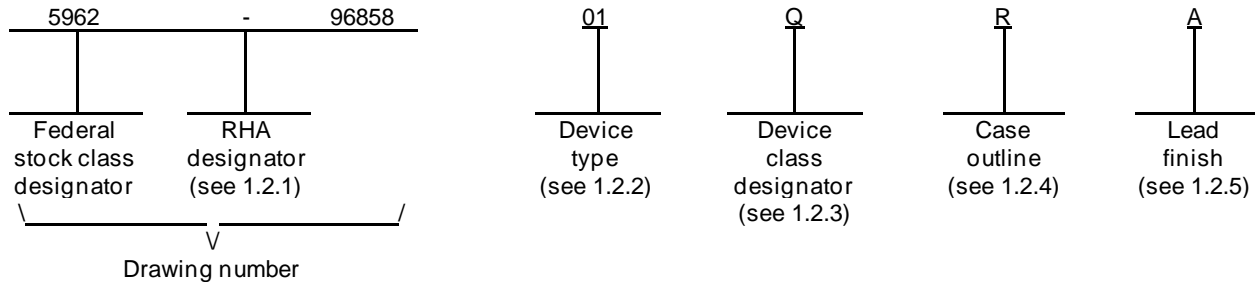 5962 - 96858 01 Q R A
Federal stock class designator
RHA designator (see 1.2.1)
Device type (see 1.2.2)
Device class designator (see 1.2.3)
Case outline (see 1.2.4)
Lead finish (see 1.2.5)
Drawing number